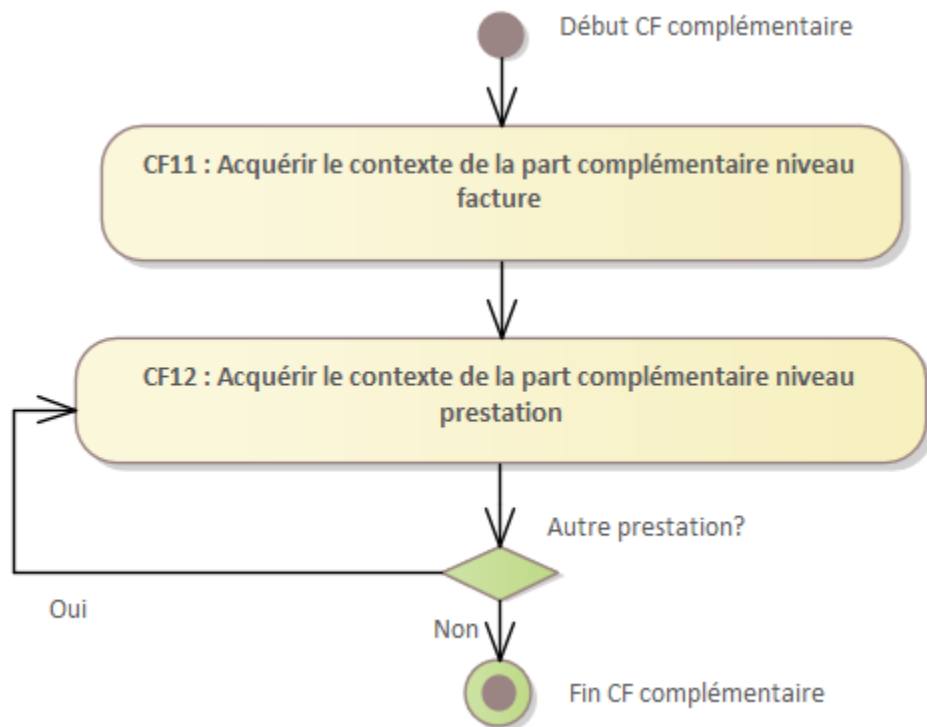 Début CF complémentaire
CF11 : Acquérir le contexte de la part complémentaire niveau
facture
CF12 : Acquérir le contexte de la part complémentaire niveau
prestation
Autre prestation?
Oui
Non
Fin CF complémentaire